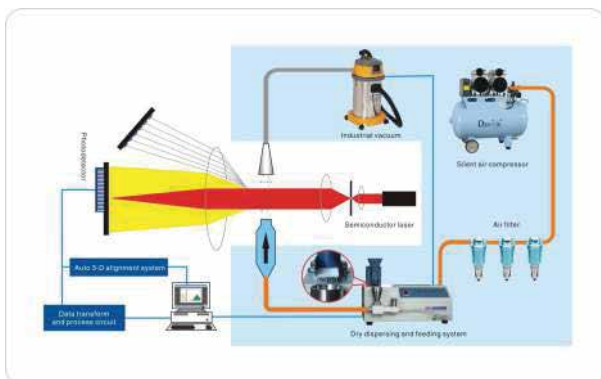 Industrial vacuum
Silent air compressor
Photodetector
Semiconductor laser
Air filter
Auto 3-D alignment system
Data transform
and process circuit
Dry dispersing and feeding system